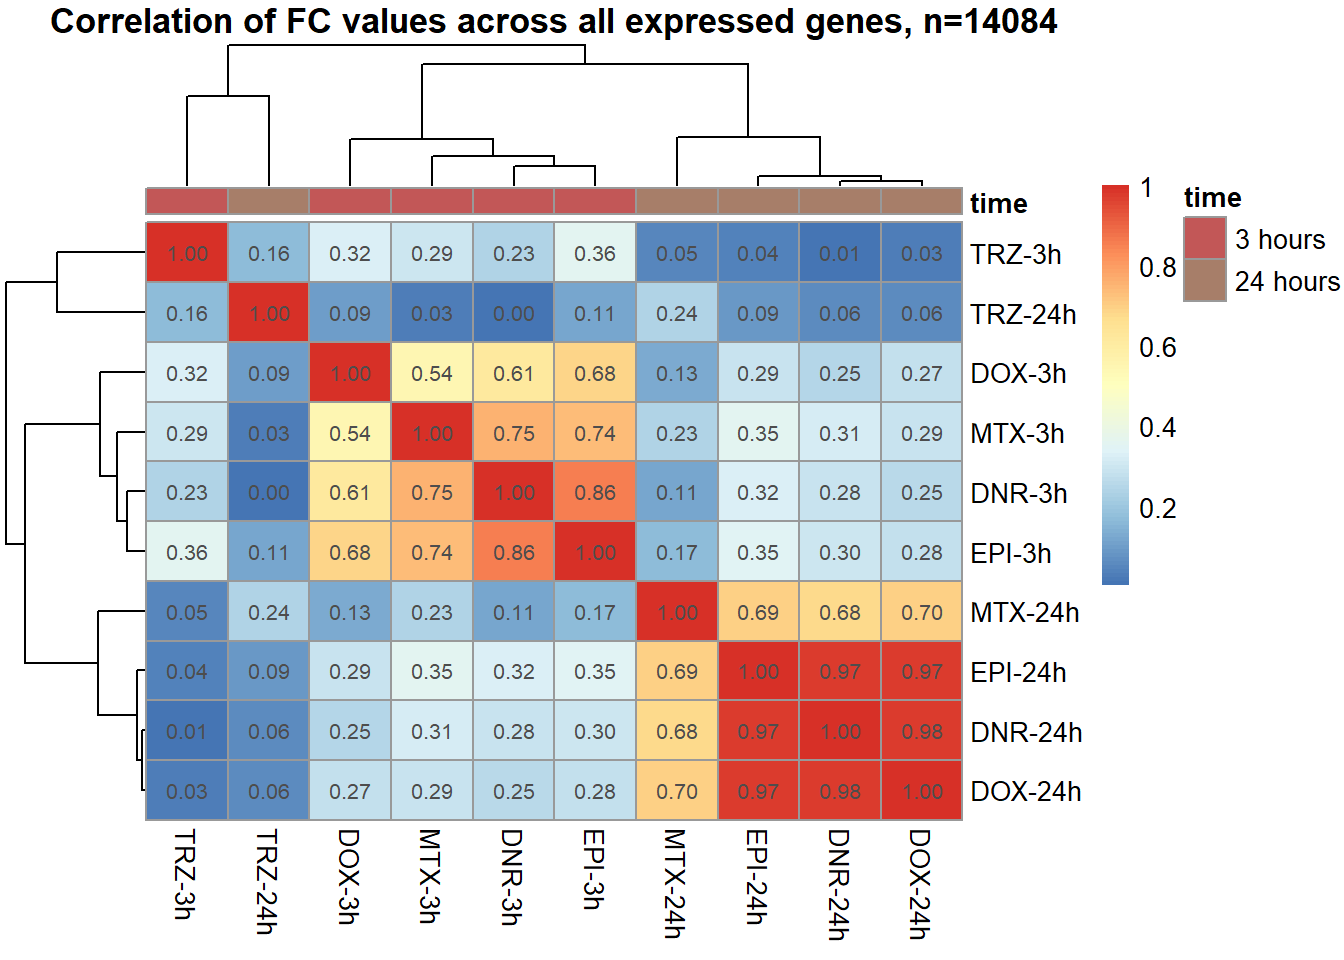 Correlation of FC values across all expressed genes, n=14084
time
1
0.8
0.6
0.4
0.2
time
3 hours
24 hours
1.00 0.16 0.32 0.29 0.23 0.36 0.05 0.04 0.01 0.03 TRZ-3h
0.16 1.00 0.09 0.03 0.00 0.11 0.24 0.09 0.06 0.06 TRZ-24h
0.32 0.09 1.00 0.54 0.61 0.68 0.13 0.29 0.25 0.27 DOX-3h
0.29 0.03 0.54 1.00 0.75 0.74 0.23 0.35 0.31 0.29 MTX-3h
0.23 0.00 0.61 0.75 1.00 0.86 0.11 0.32 0.28 0.25 DNR-3h
0.36 0.11 0.68 0.74 0.86 1.00 0.17 0.35 0.30 0.28 EPI-3h
0.05 0.24 0.13 0.23 0.11 0.17 1.00 0.69 0.68 0.70 MTX-24h
0.04 0.09 0.29 0.35 0.32 0.35 0.69 1.00 0.97 0.97 EPI-24h
0.01 0.06 0.25 0.31 0.28 0.30 0.68 0.97 1.00 0.98 DNR-24h
0.03 0.06 0.27 0.29 0.25 0.28 0.70 0.97 0.98 1.00 DOX-24h
TRZ-3h
TRZ-24h
DOX-3h
MTX-3h
DNR-3h
EPI-3h
MTX-24h
EPI-24h
DNR-24h
DOX-24h